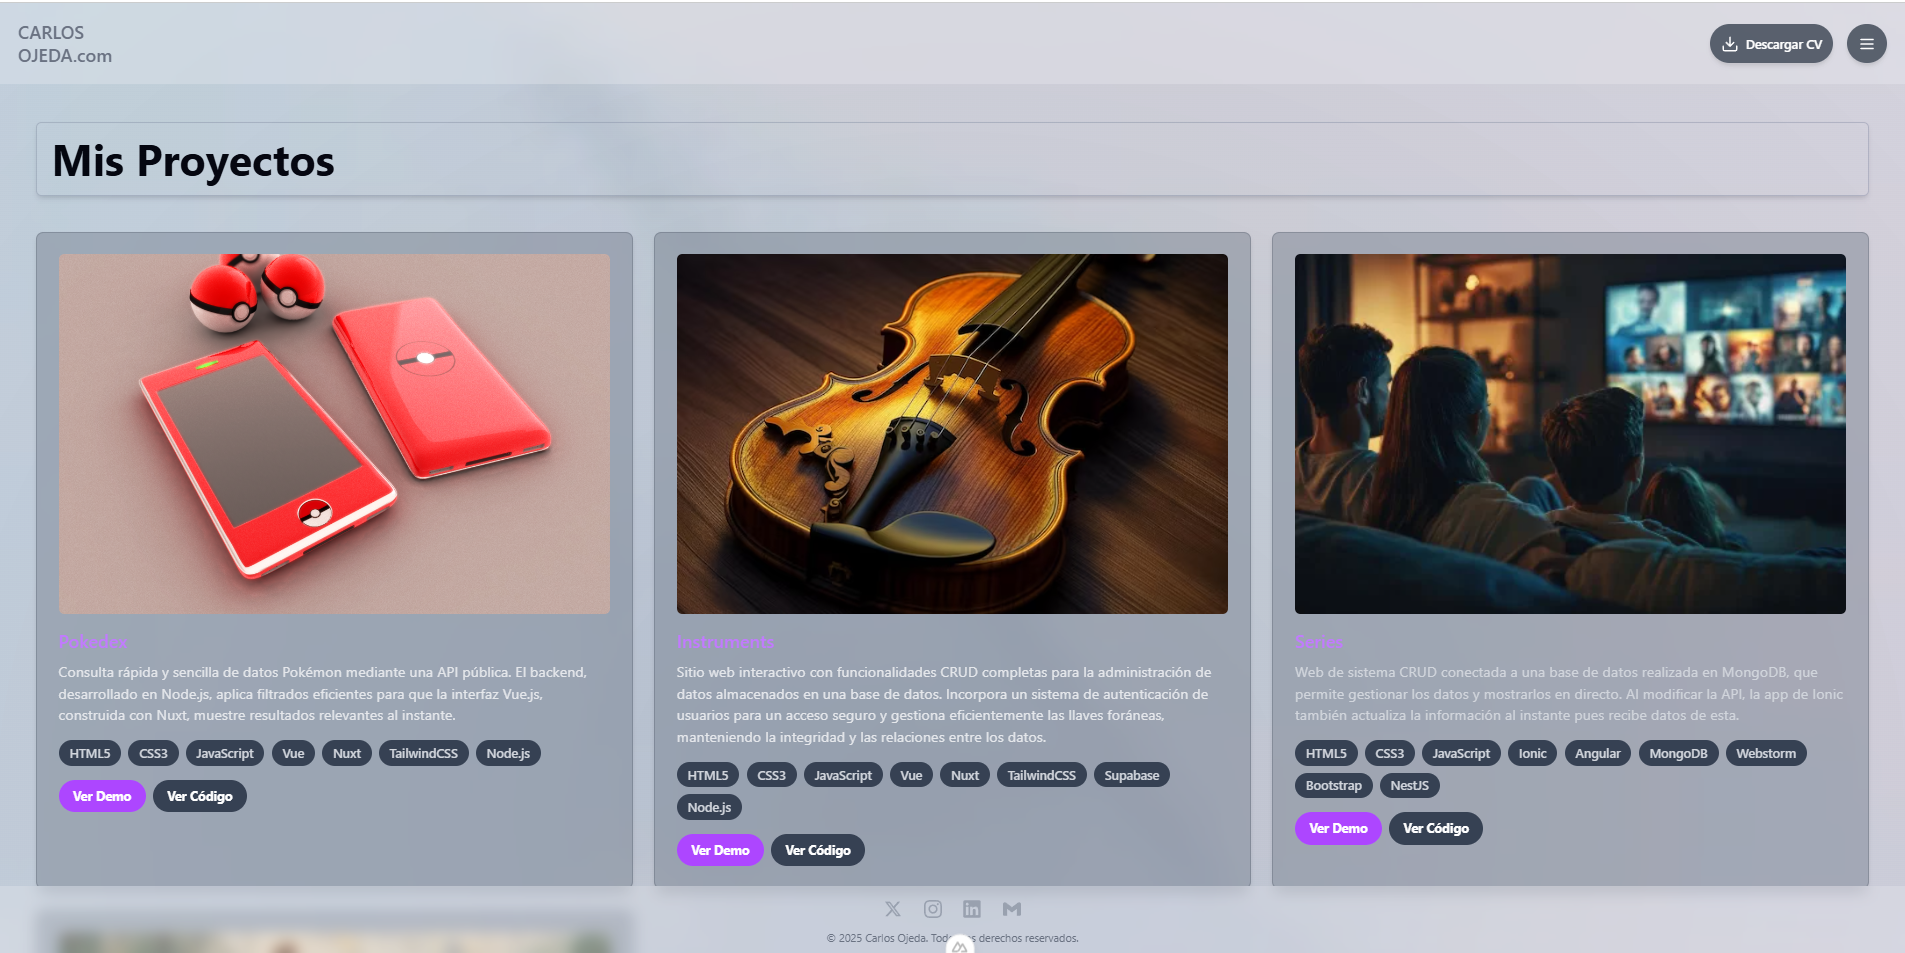 CARLOS
OJEDA.com
Descargar CV
Mis Proyectos
Pokedex
Consulta rápida y sencilla de datos Pokémon mediante una API pública. El backend,
desarrollado en Node.js, aplica filtrados eficientes para que la interfaz Vue.js,
construida con Nuxt, muestre resultados relevantes al instante.
HTML5 CSS3 JavaScript Vue Nuxt TailwindCSS Node.js
Ver Demo Ver Código
Instruments
Sitio web interactivo con funcionalidades CRUD completas para la administración de
datos almacenados en una base de datos. Incorpora un sistema de autenticación de
usuarios para un acceso seguro y gestiona eficientemente las llaves foráneas,
manteniendo la integridad y las relaciones entre los datos.
HTML5 CSS3 JavaScript Vue Nuxt TailwindCSS Supabase
Node.js
Ver Demo Ver Código
Series
Web de sistema CRUD conectada a una base de datos realizada en MongoDB, que
permite gestionar los datos y mostrarlos en directo. Al modificar la API, la app de Ionic
también actualiza la información al instante pues recibe datos de esta.
HTML5 CSS3 JavaScript Ionic Angular MongoDB Webstorm
Bootstrap NestJS
Ver Demo Ver Código
© 2025 Carlos Ojeda. derechos reservados.